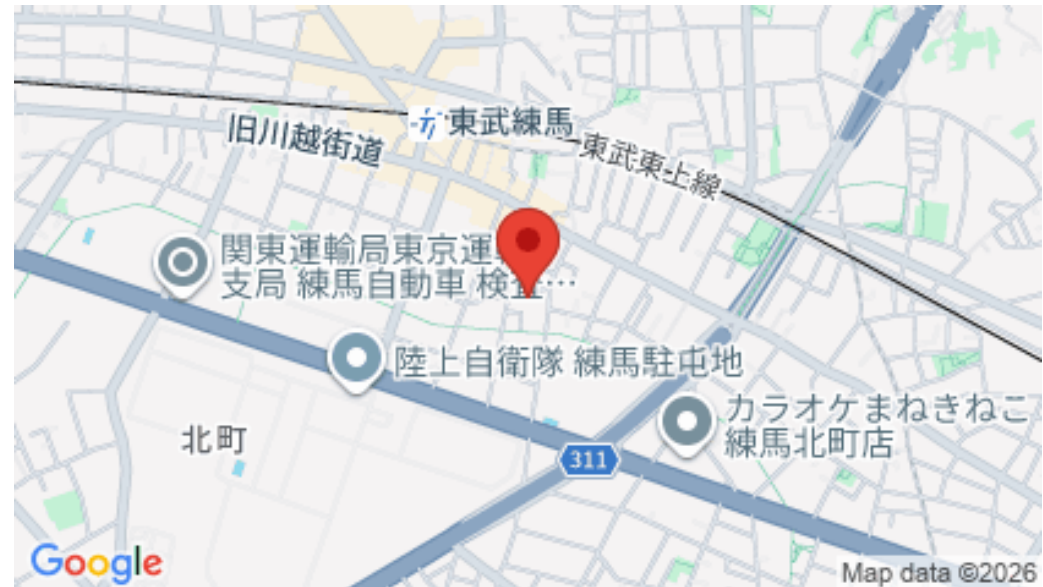 東武練馬
旧川越街道
東武東上線
関東運輸局東京運
支局 練馬自動車 検査…
陸上自衛隊 練馬駐屯地
カラオケまねきねこ
練馬北町店
北町
311
Google
Map data ©2026